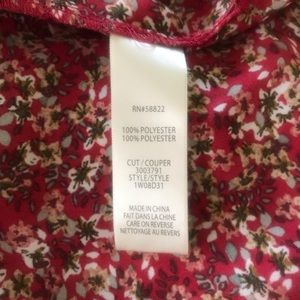 RN#58822
100% POLYESTER
100% POLYESTER
CUT / COUPER
3003791
STYLE/STYLE
1W08D31
MADE IN CHINA
FAIT DANS LA CHINE
CARE ON REVERSE
NETTOYAGE AU REVERS